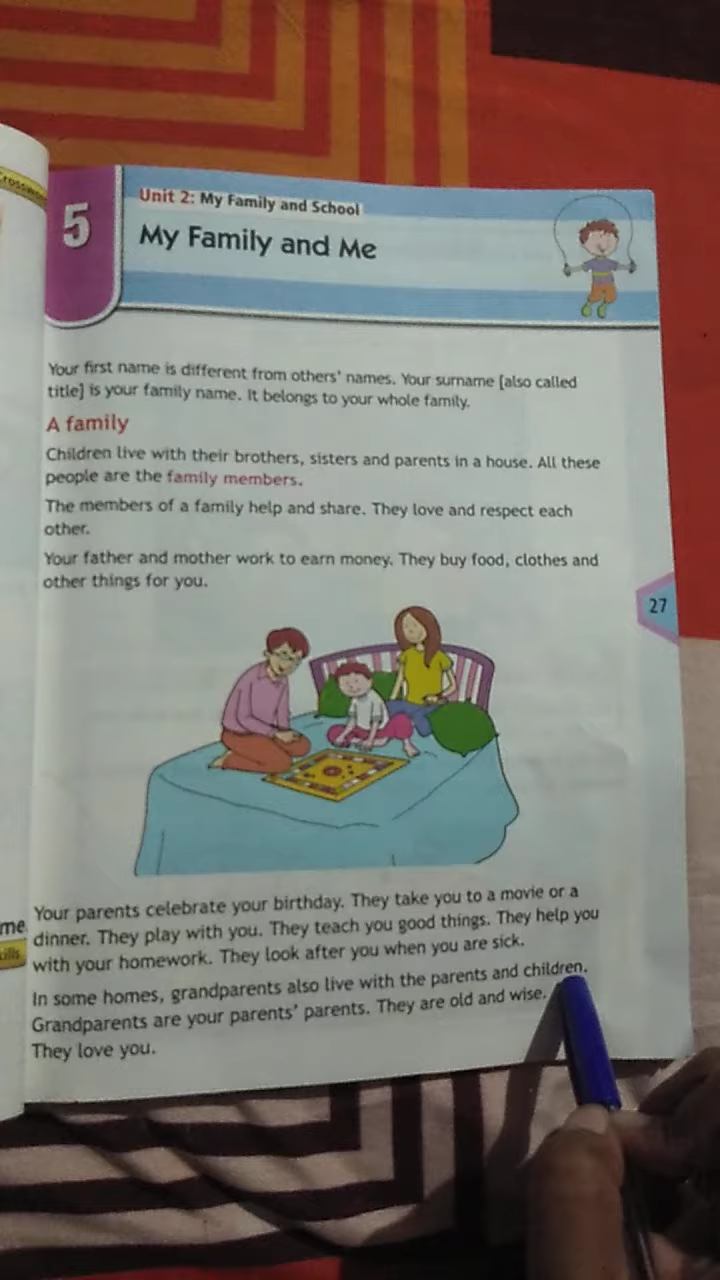 Unit 2: My Family and School
5
My Family and Me
Your first name is different from others' names. Your surname [also called
title] is your family name. It belongs to your whole family.
A family
Children live with their brothers, sisters and parents in a house. All these
people are the family members.
The members of a family help and share. They love and respect each
other.
Your father and mother work to earn money. They buy food, clothes and
other things for you.
27
Your parents celebrate your birthday. They take you to a movie or a
dinner. They play with you. They teach you good things. They help you
with your homework. They look after you when you are sick.
In some homes, grandparents also live with the parents and children.
Grandparents are your parents' parents. They are old and wise.
They love you.